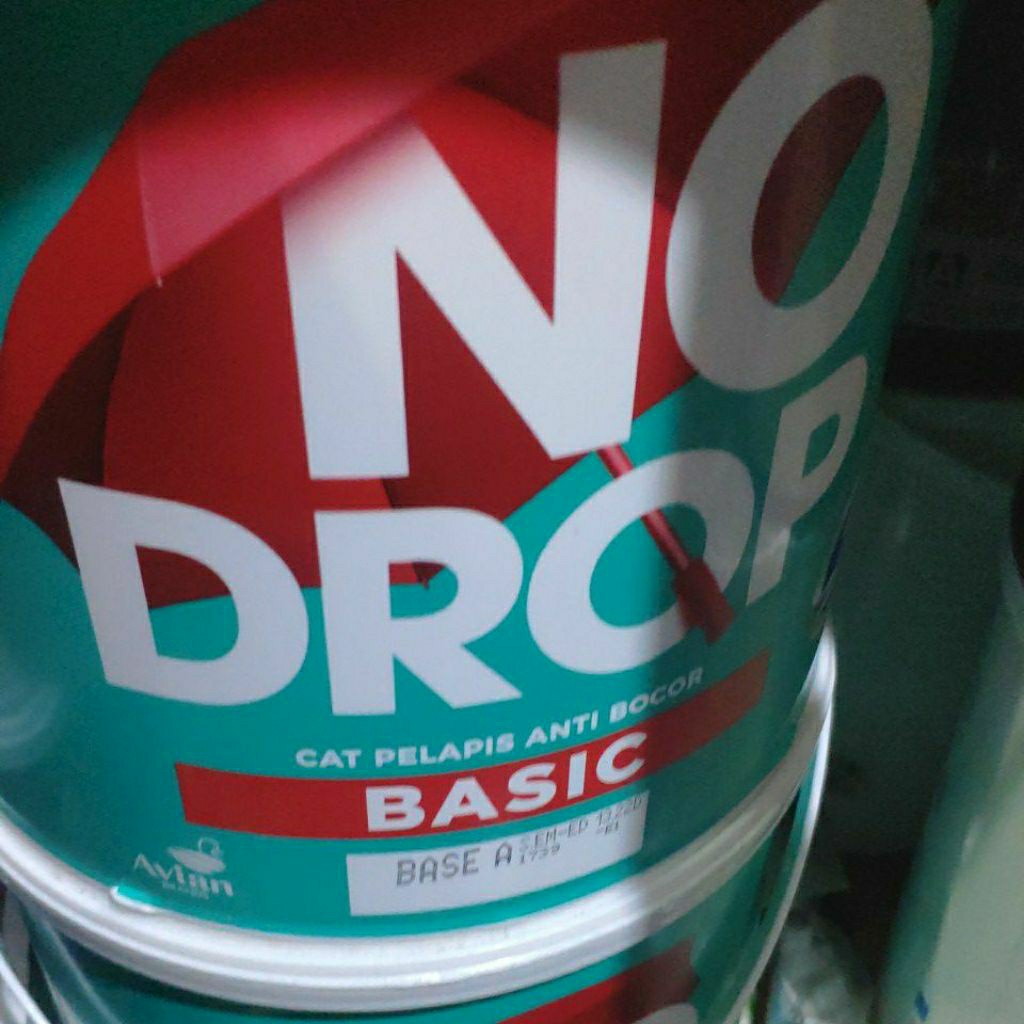 NO
DROP
CAT PELAPIS ANTI BOCOR
BASIC
BASE A
Avian